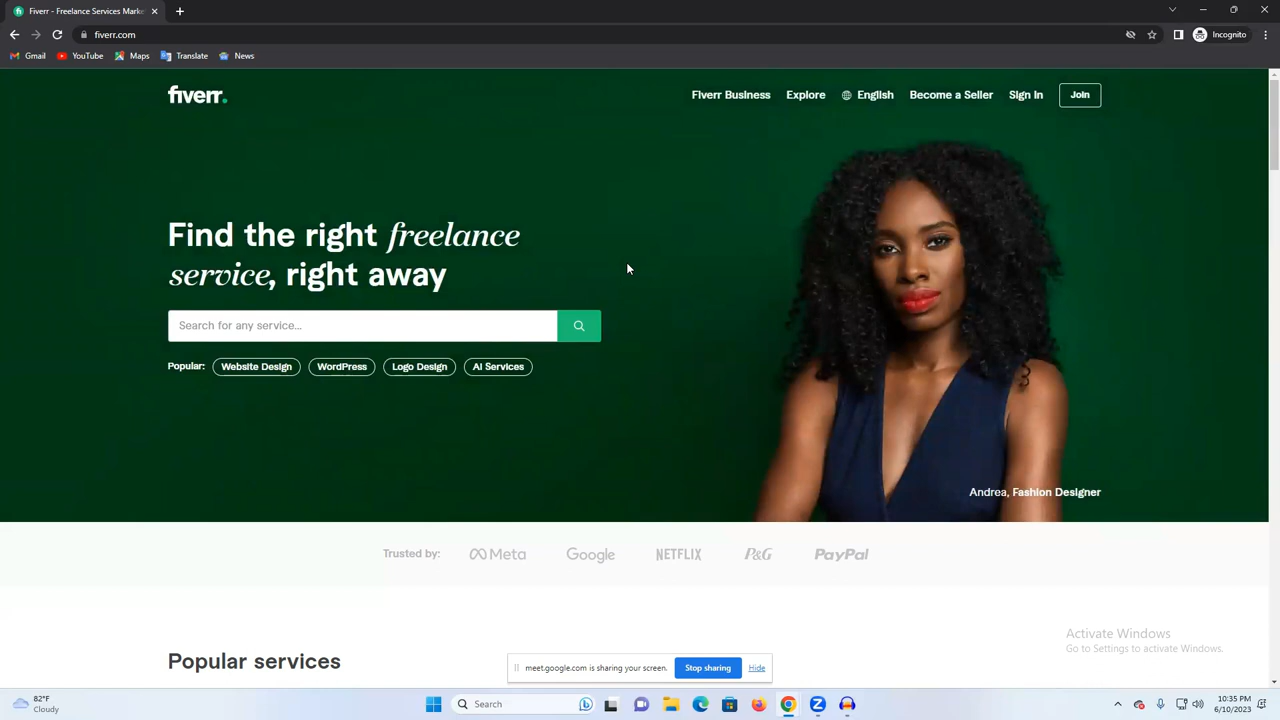 Fiverr - Freelance Services Marke
fiverr.com
Incognito
Gmail YouTube Maps Translate News
fiverr.
Fiverr Business Explore English Become a Seller Sign In Join
Find the right freelance
service, right away
Search for any service...
Popular: Website Design WordPress Logo Design AI Services
Andrea, Fashion Designer
Trusted by: Meta Google NETFLIX P&G PayPal
Activate Windows
Go to Settings to activate Windows.
Popular services
meet.google.com is sharing your screen. Stop sharing Hide
82°F
Cloudy
Search
10:35 PM
6/10/2023